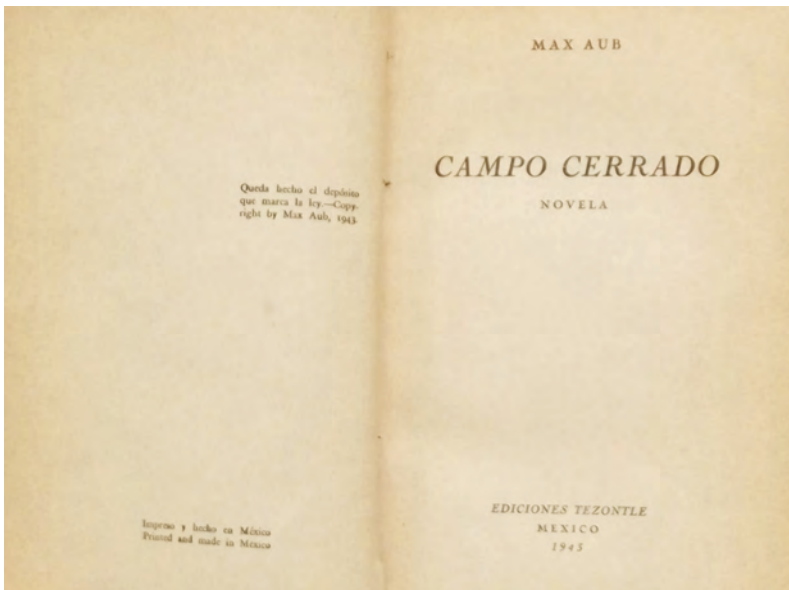 Queda hecho el depósito
que marca la ley.—Copy-
right by Max Aub, 1943.
Impreso y hecho en México
Printed and made in México
MAX AUB
CAMPO CERRADO
NOVELA
EDICIONES TEZONTLE
MEXICO
1943